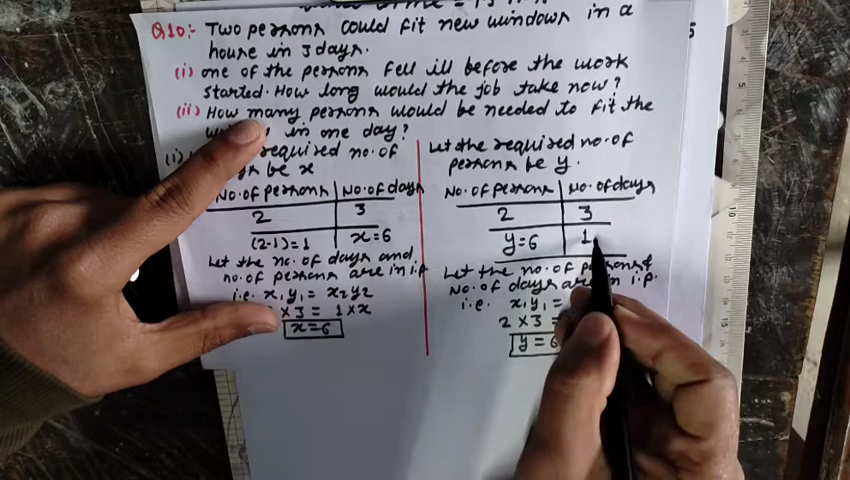 Q10:- Two persons could fit new windows in a
house in 3 days.
(i) one of the persons fell ill before the work
started. How long would the job take now?
(ii) How many persons would be needed to fit the
in one day?
(i) required no. of
be x
No. of persons No. of days
2 3
(2-1)=1 x=6
Let the no. of days and
no. of persons are in i.p
i.e. x₁y₁ = x₂y₂
x 3 = 1 x x
x=6
Let the required no. of
persons be y.
No. of persons No. of days
2 3
y=6 1
Let the no. of persons &
No. of days are in i.p.
i.e. x₁y₁ =
2 x 3 =
y = 6
5